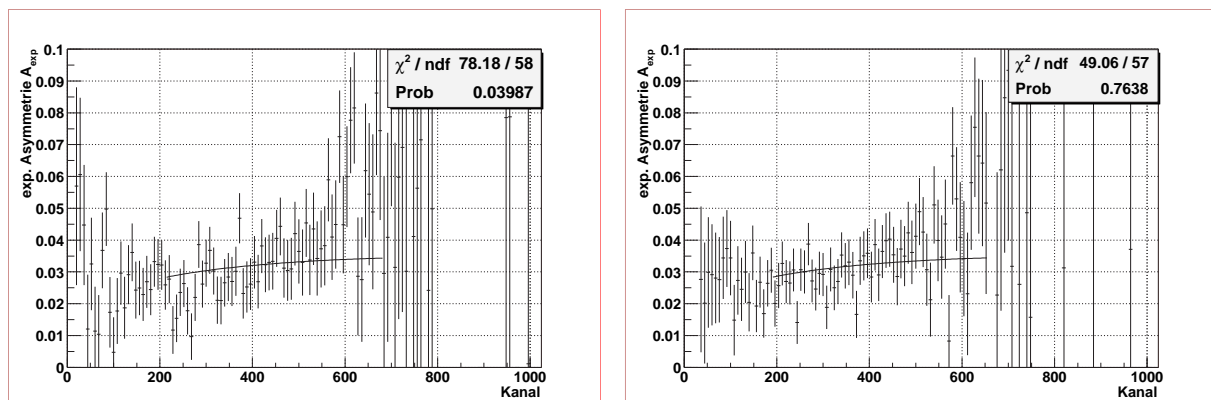 exp. Asymmetrie A_exp
0.1
0.09
0.08
0.07
0.06
0.05
0.04
0.03
0.02
0.01
0
χ² / ndf 78.18 / 58
Prob 0.03987
0 200 400 600 800 1000
Kanal
exp. Asymmetrie A_exp
0.1
0.09
0.08
0.07
0.06
0.05
0.04
0.03
0.02
0.01
0
χ² / ndf 49.06 / 57
Prob 0.7638
0 200 400 600 800 1000
Kanal